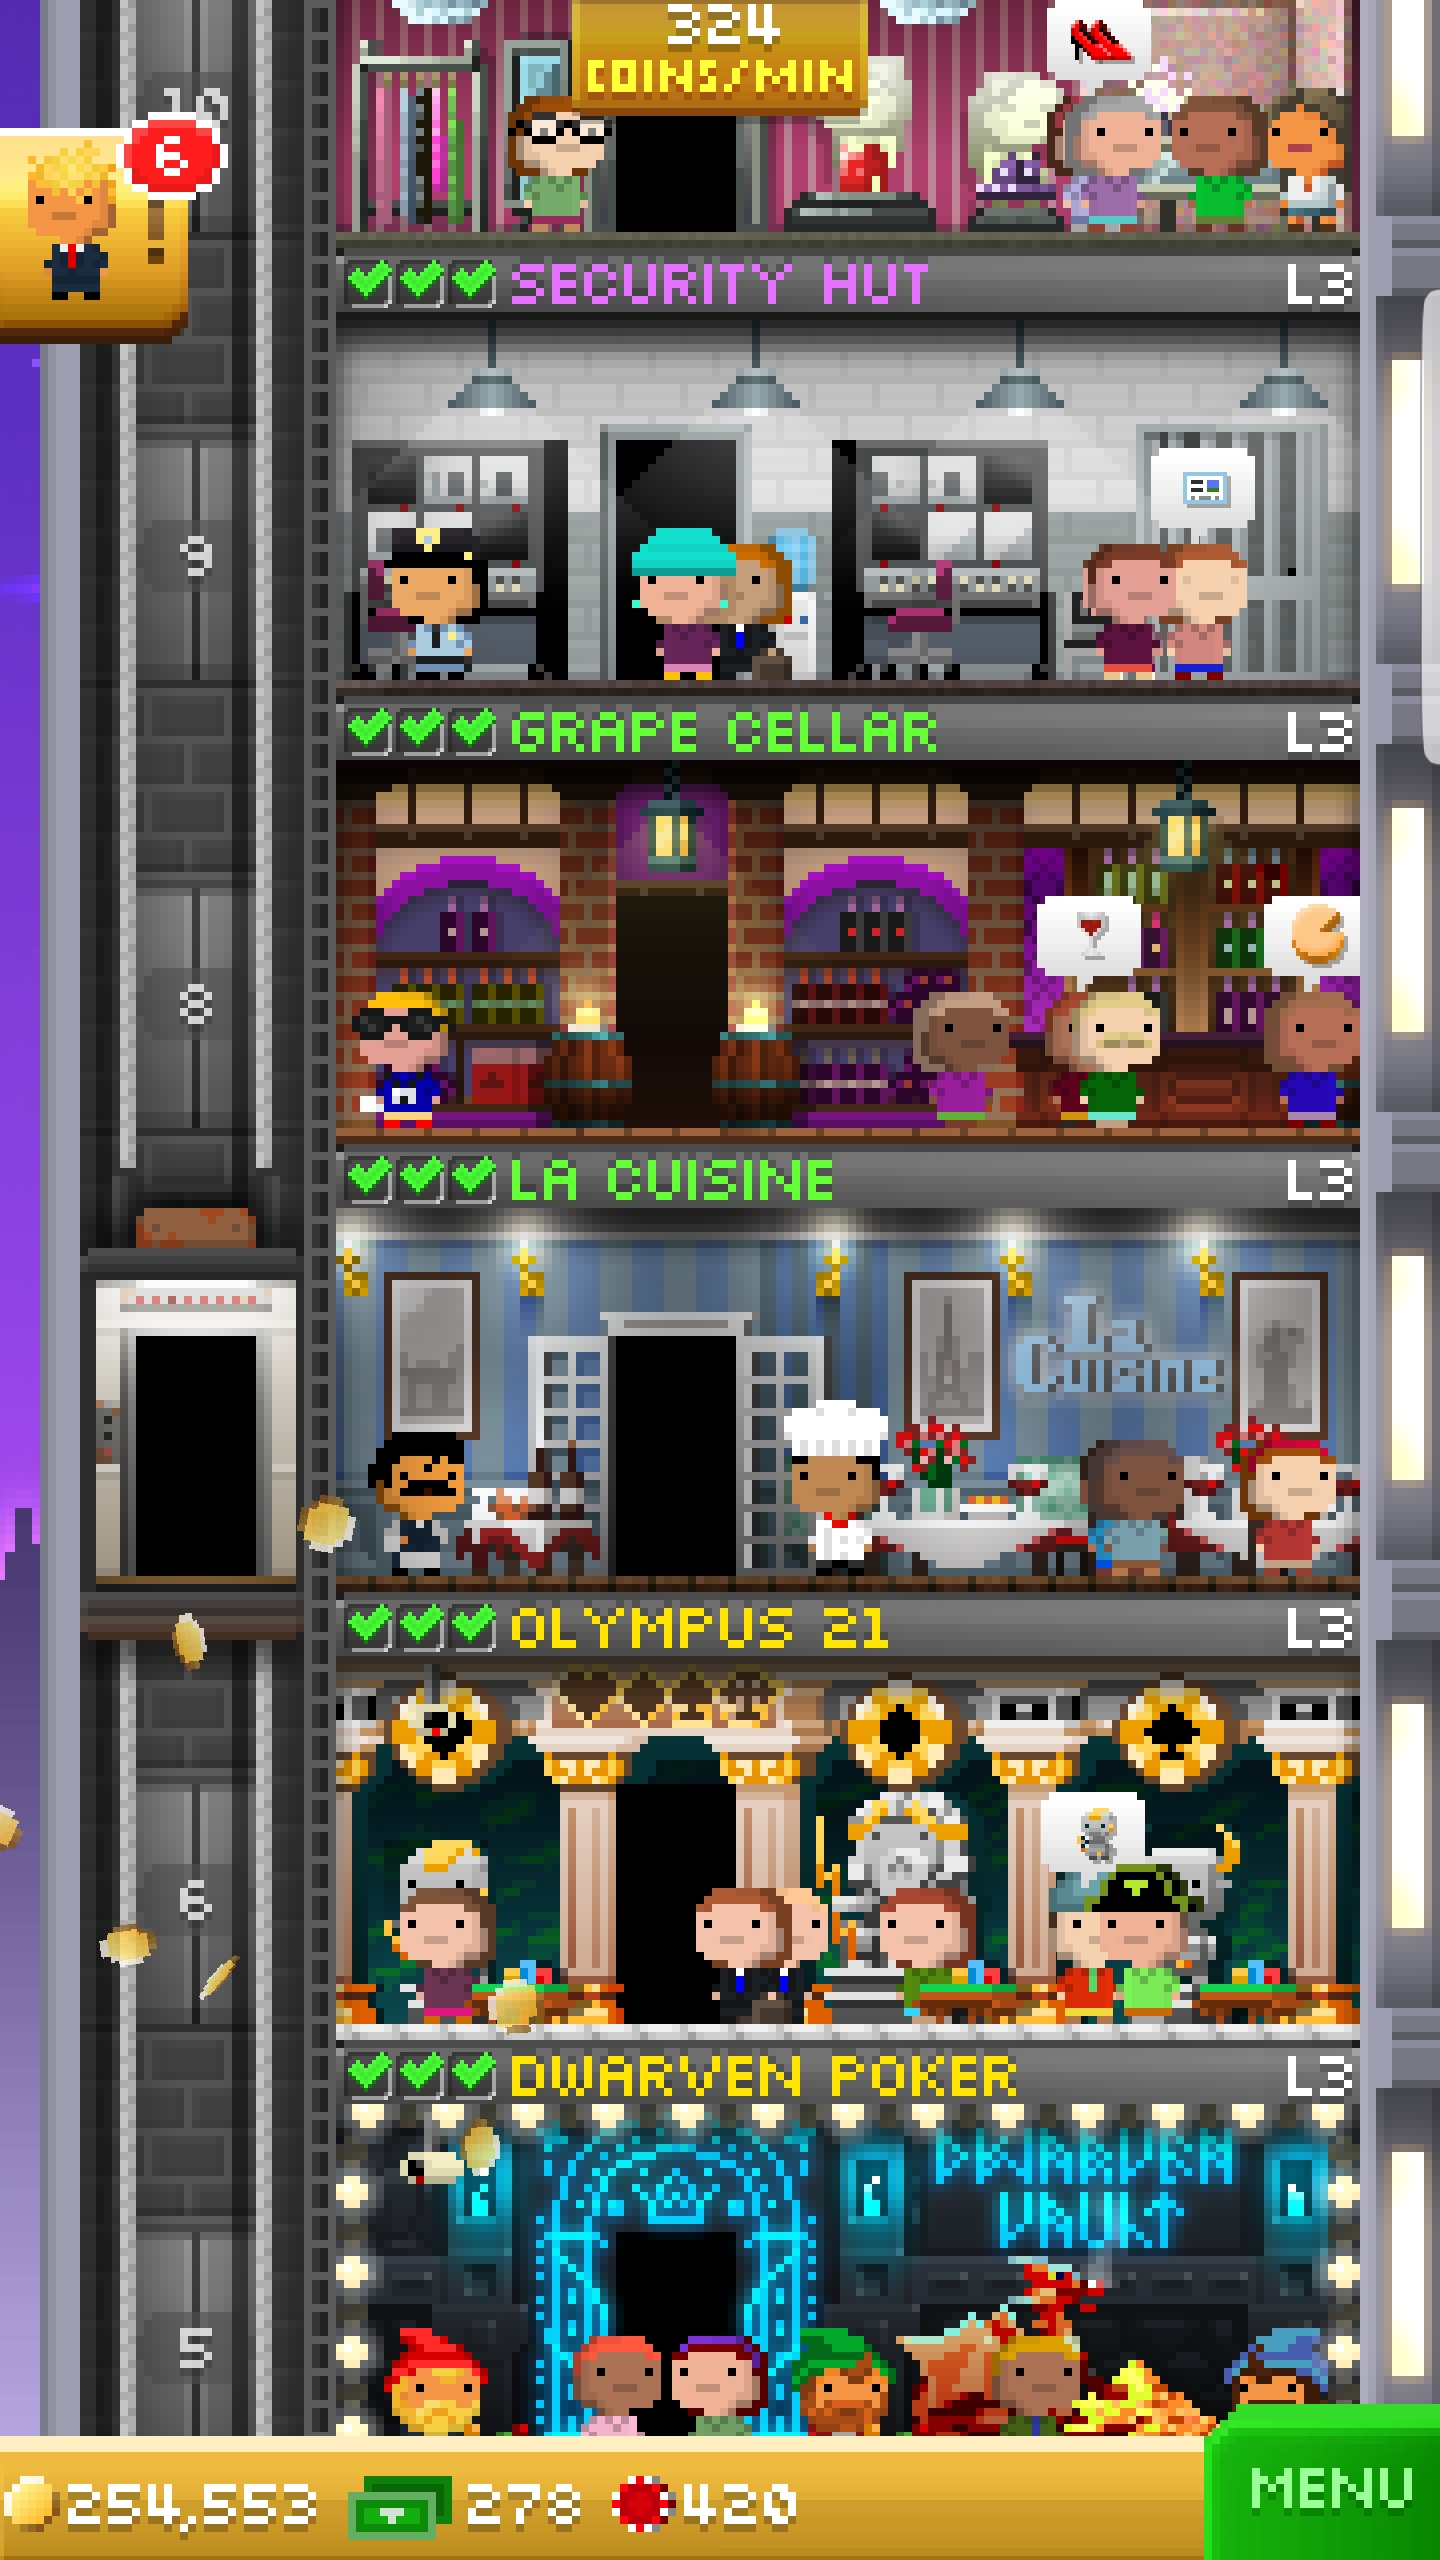 324
COINS/MIN
10
6
!
SECURITY HUT L3
9
GRAPE CELLAR L3
8
LA CUISINE L3
La
Cuisine
OLYMPUS 21 L3
6
DWARVEN POKER L3
DWARVEN
VAULT
5
254,553 278 420
MENU